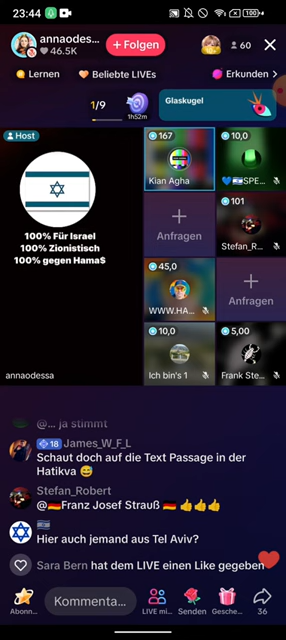 23:44
100%
annaodes...
46.5K
+ Folgen
60
Lernen
Beliebte LIVEs
Erkunden >
1/9
1h52m
Glaskugel
Host
100% Für Israel
100% Zionistisch
100% gegen Hama$
annaodessa
167
Kian Agha
10,0
SPE...
Anfragen
101
Stefan_R...
45,0
WWW.HA...
Anfragen
10,0
Ich bin's 1
5,00
Frank Ste...
@... ja stimmt
18 James_W_F_L
Schaut doch auf die Text Passage in der
Hatikva 😅
Stefan_Robert
@🇩🇪Franz Josef Strauß 🇩🇪 👍👍👍
🇮🇱
Hier auch jemand aus Tel Aviv?
Sara Bern hat dem LIVE einen Like gegeben
Abonn...
Kommenta...
LIVE mi...
Senden
Gesche...
36